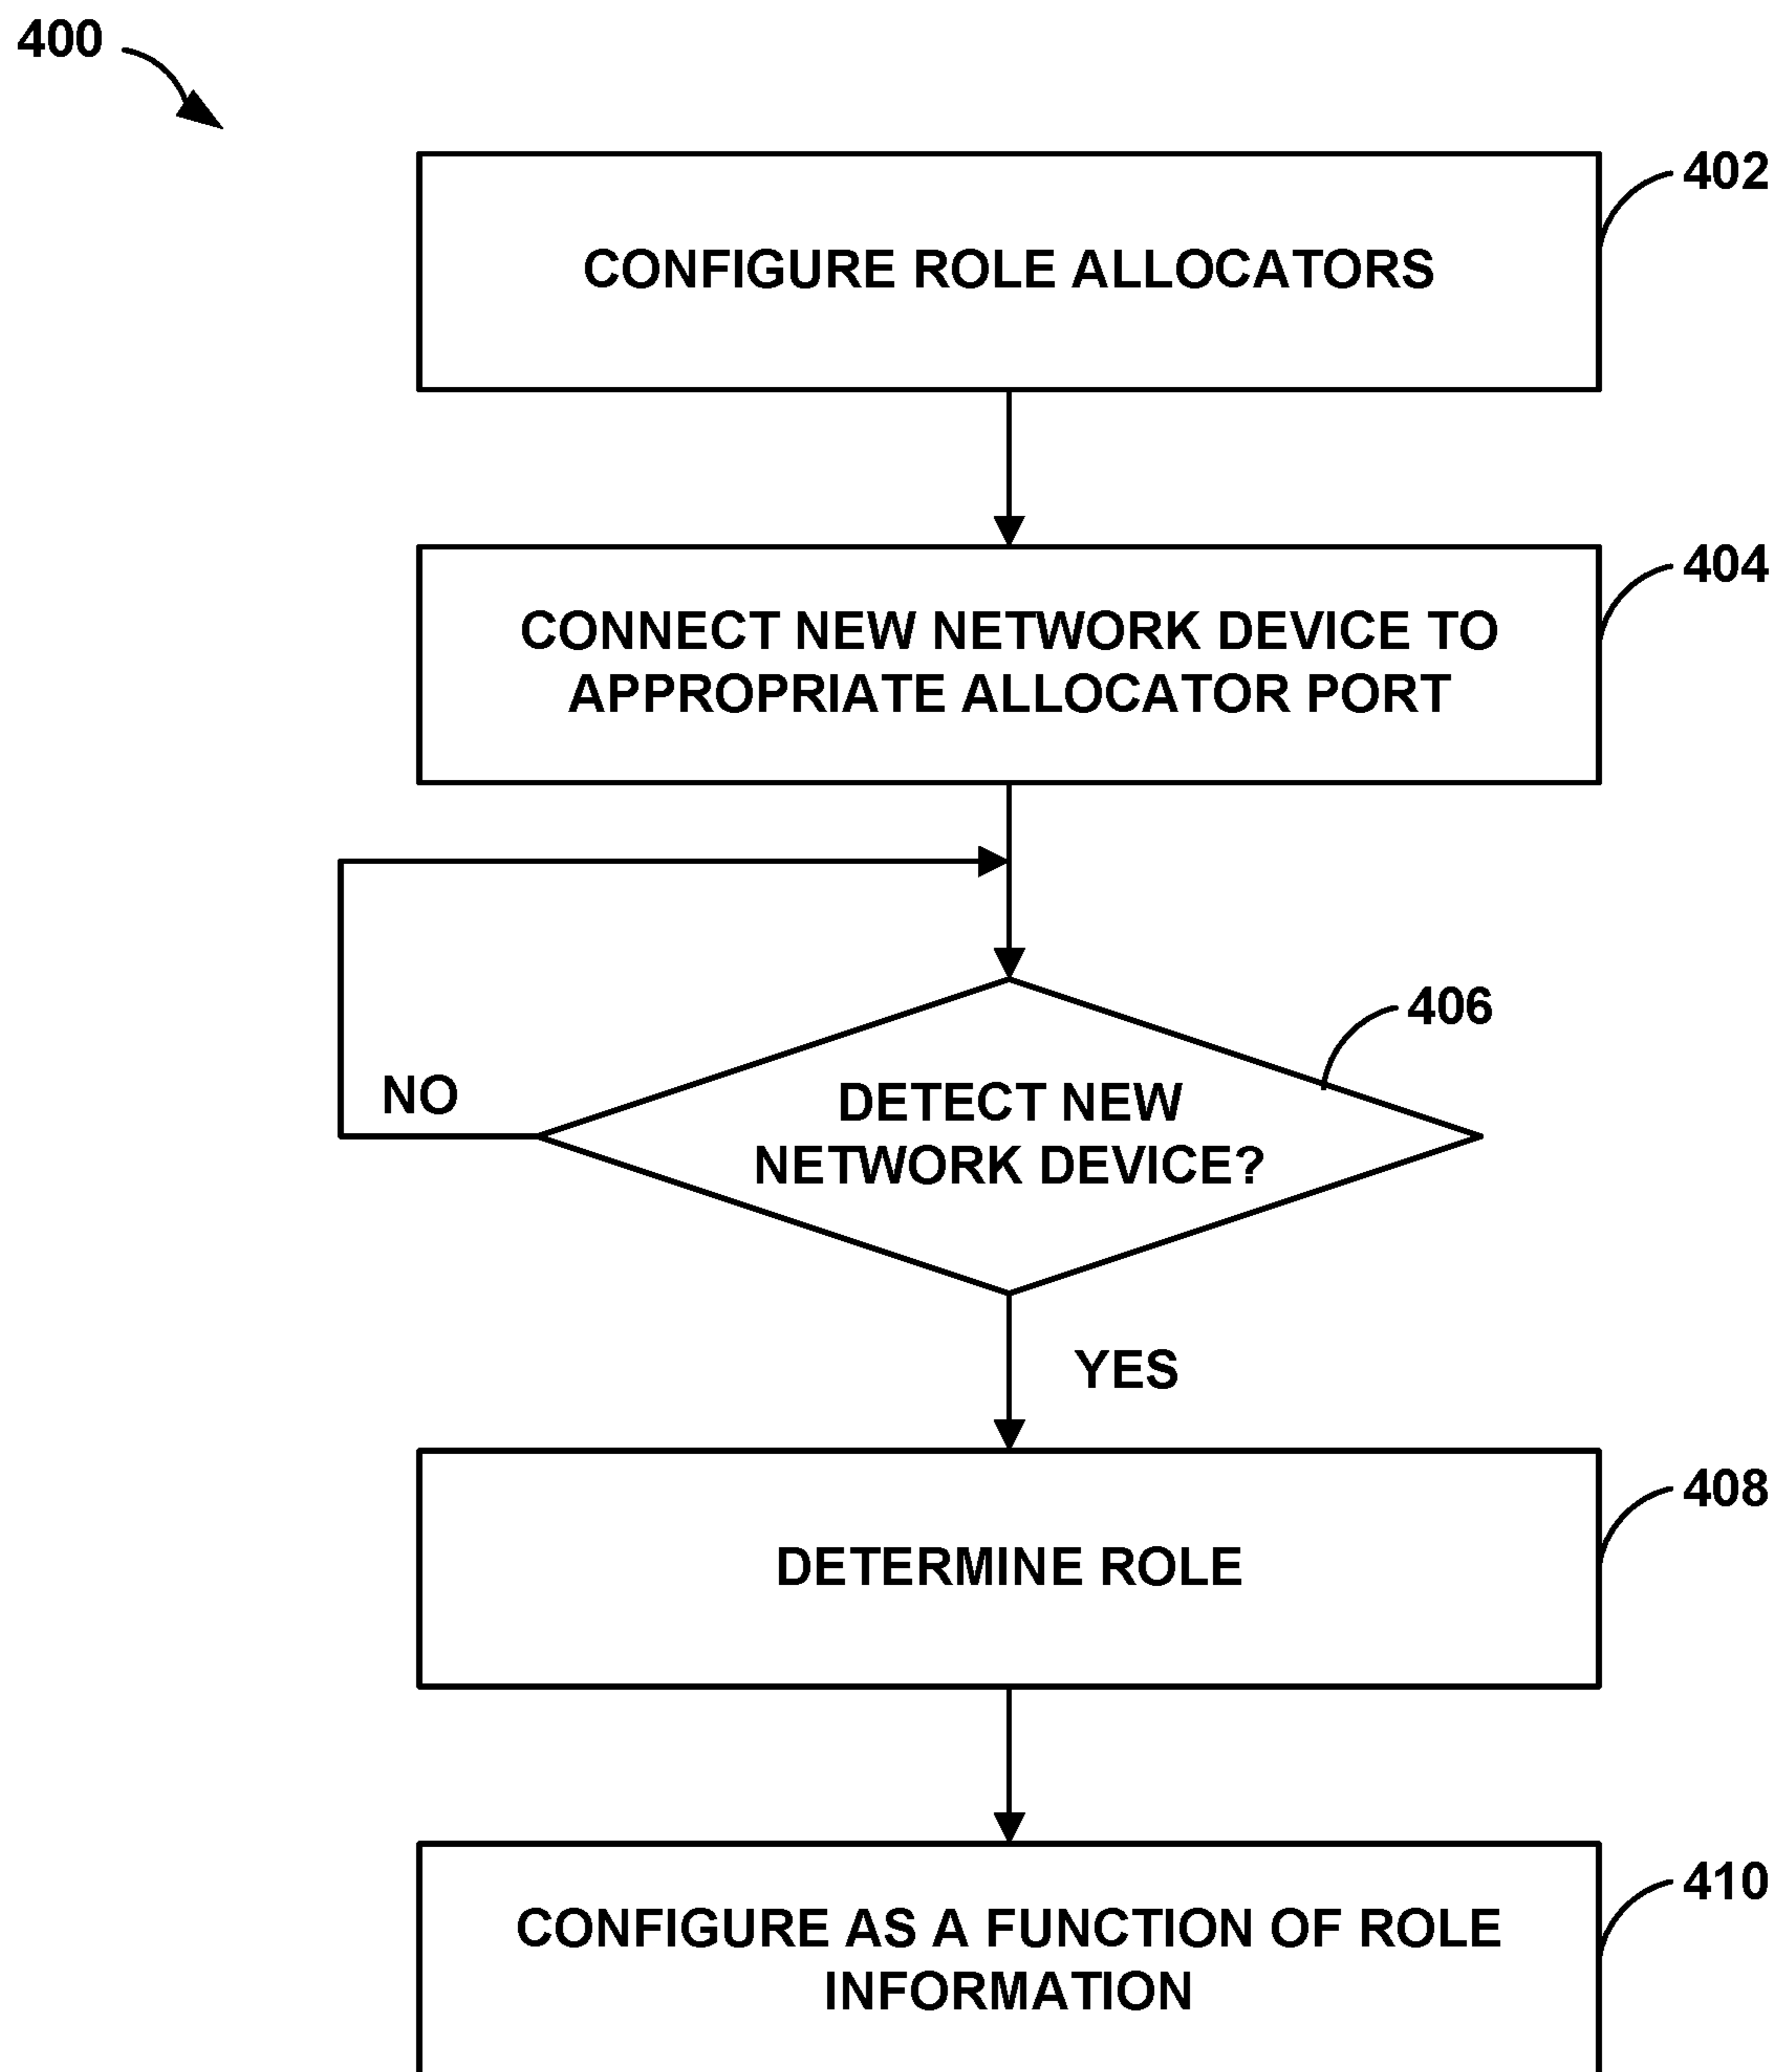 400
402
CONFIGURE ROLE ALLOCATORS
404
CONNECT NEW NETWORK DEVICE TO
APPROPRIATE ALLOCATOR PORT
406
NO
DETECT NEW
NETWORK DEVICE?
YES
408
DETERMINE ROLE
410
CONFIGURE AS A FUNCTION OF ROLE
INFORMATION